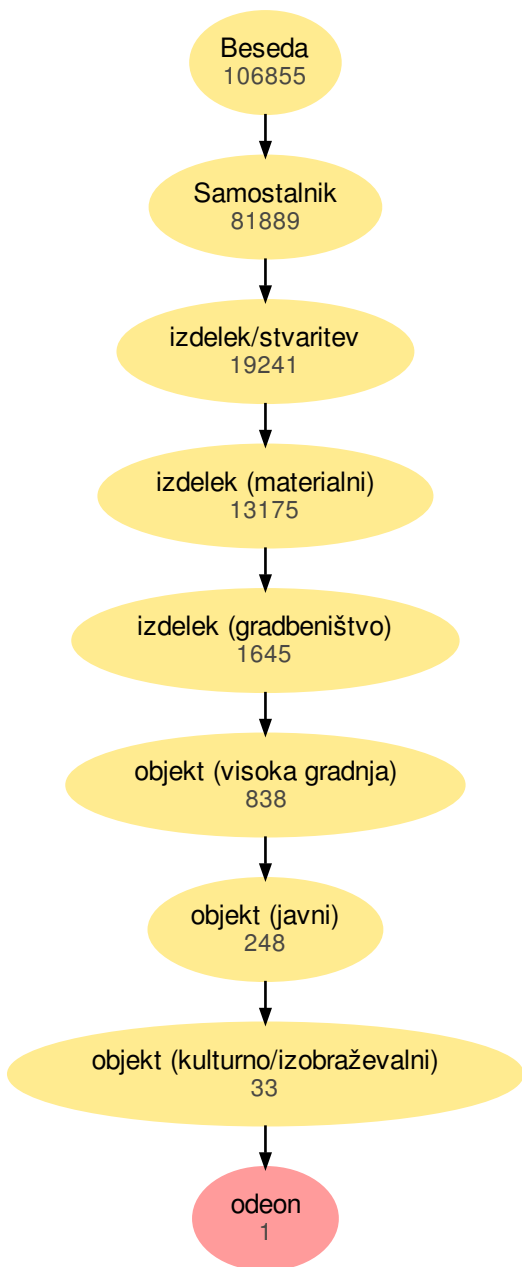 Beseda
106855
Samostalnik
81889
izdelek/stvaritev
19241
izdelek (materialni)
13175
izdelek (gradbeništvo)
1645
objekt (visoka gradnja)
838
objekt (javni)
248
objekt (kulturno/izobraževalni)
33
odeon
1